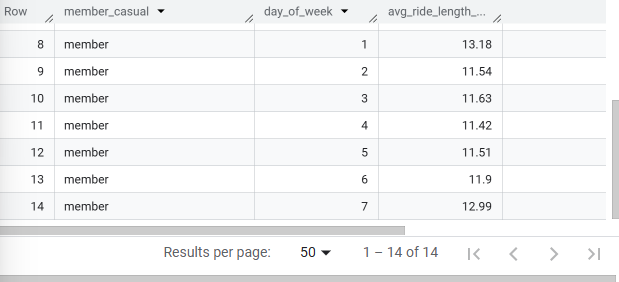 Row member_casual day_of_week avg_ride_length_...
8 member 1 13.18
9 member 2 11.54
10 member 3 11.63
11 member 4 11.42
12 member 5 11.51
13 member 6 11.9
14 member 7 12.99
Results per page: 50 1 – 14 of 14